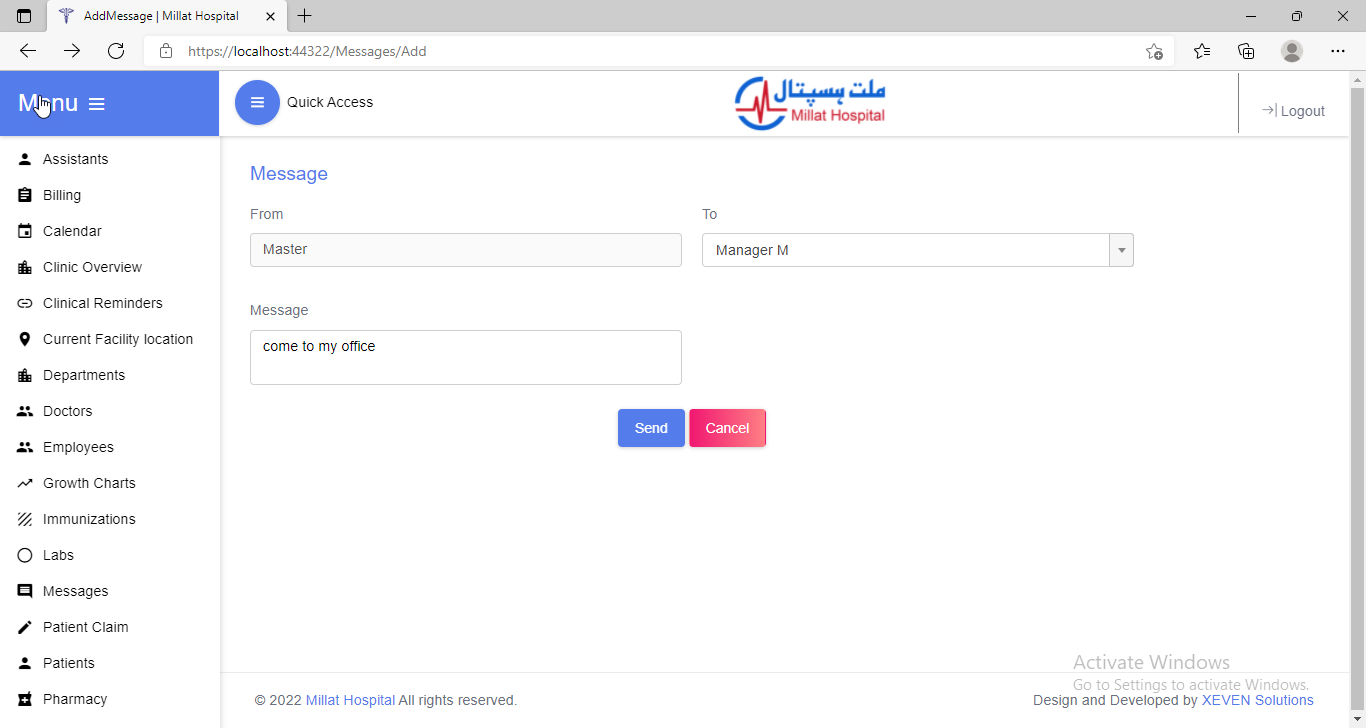 AddMessage | Millat Hospital
https://localhost:44322/Messages/Add
Menu
Quick Access
ملت ہسپتال
Millat Hospital
Logout
Assistants
Billing
Calendar
Clinic Overview
Clinical Reminders
Current Facility location
Departments
Doctors
Employees
Growth Charts
Immunizations
Labs
Messages
Patient Claim
Patients
Pharmacy
Message
From
To
Master
Manager M
Message
come to my office
Send
Cancel
Activate Windows
Go to Settings to activate Windows.
© 2022 Millat Hospital All rights reserved.
Design and Developed by XEVEN Solutions